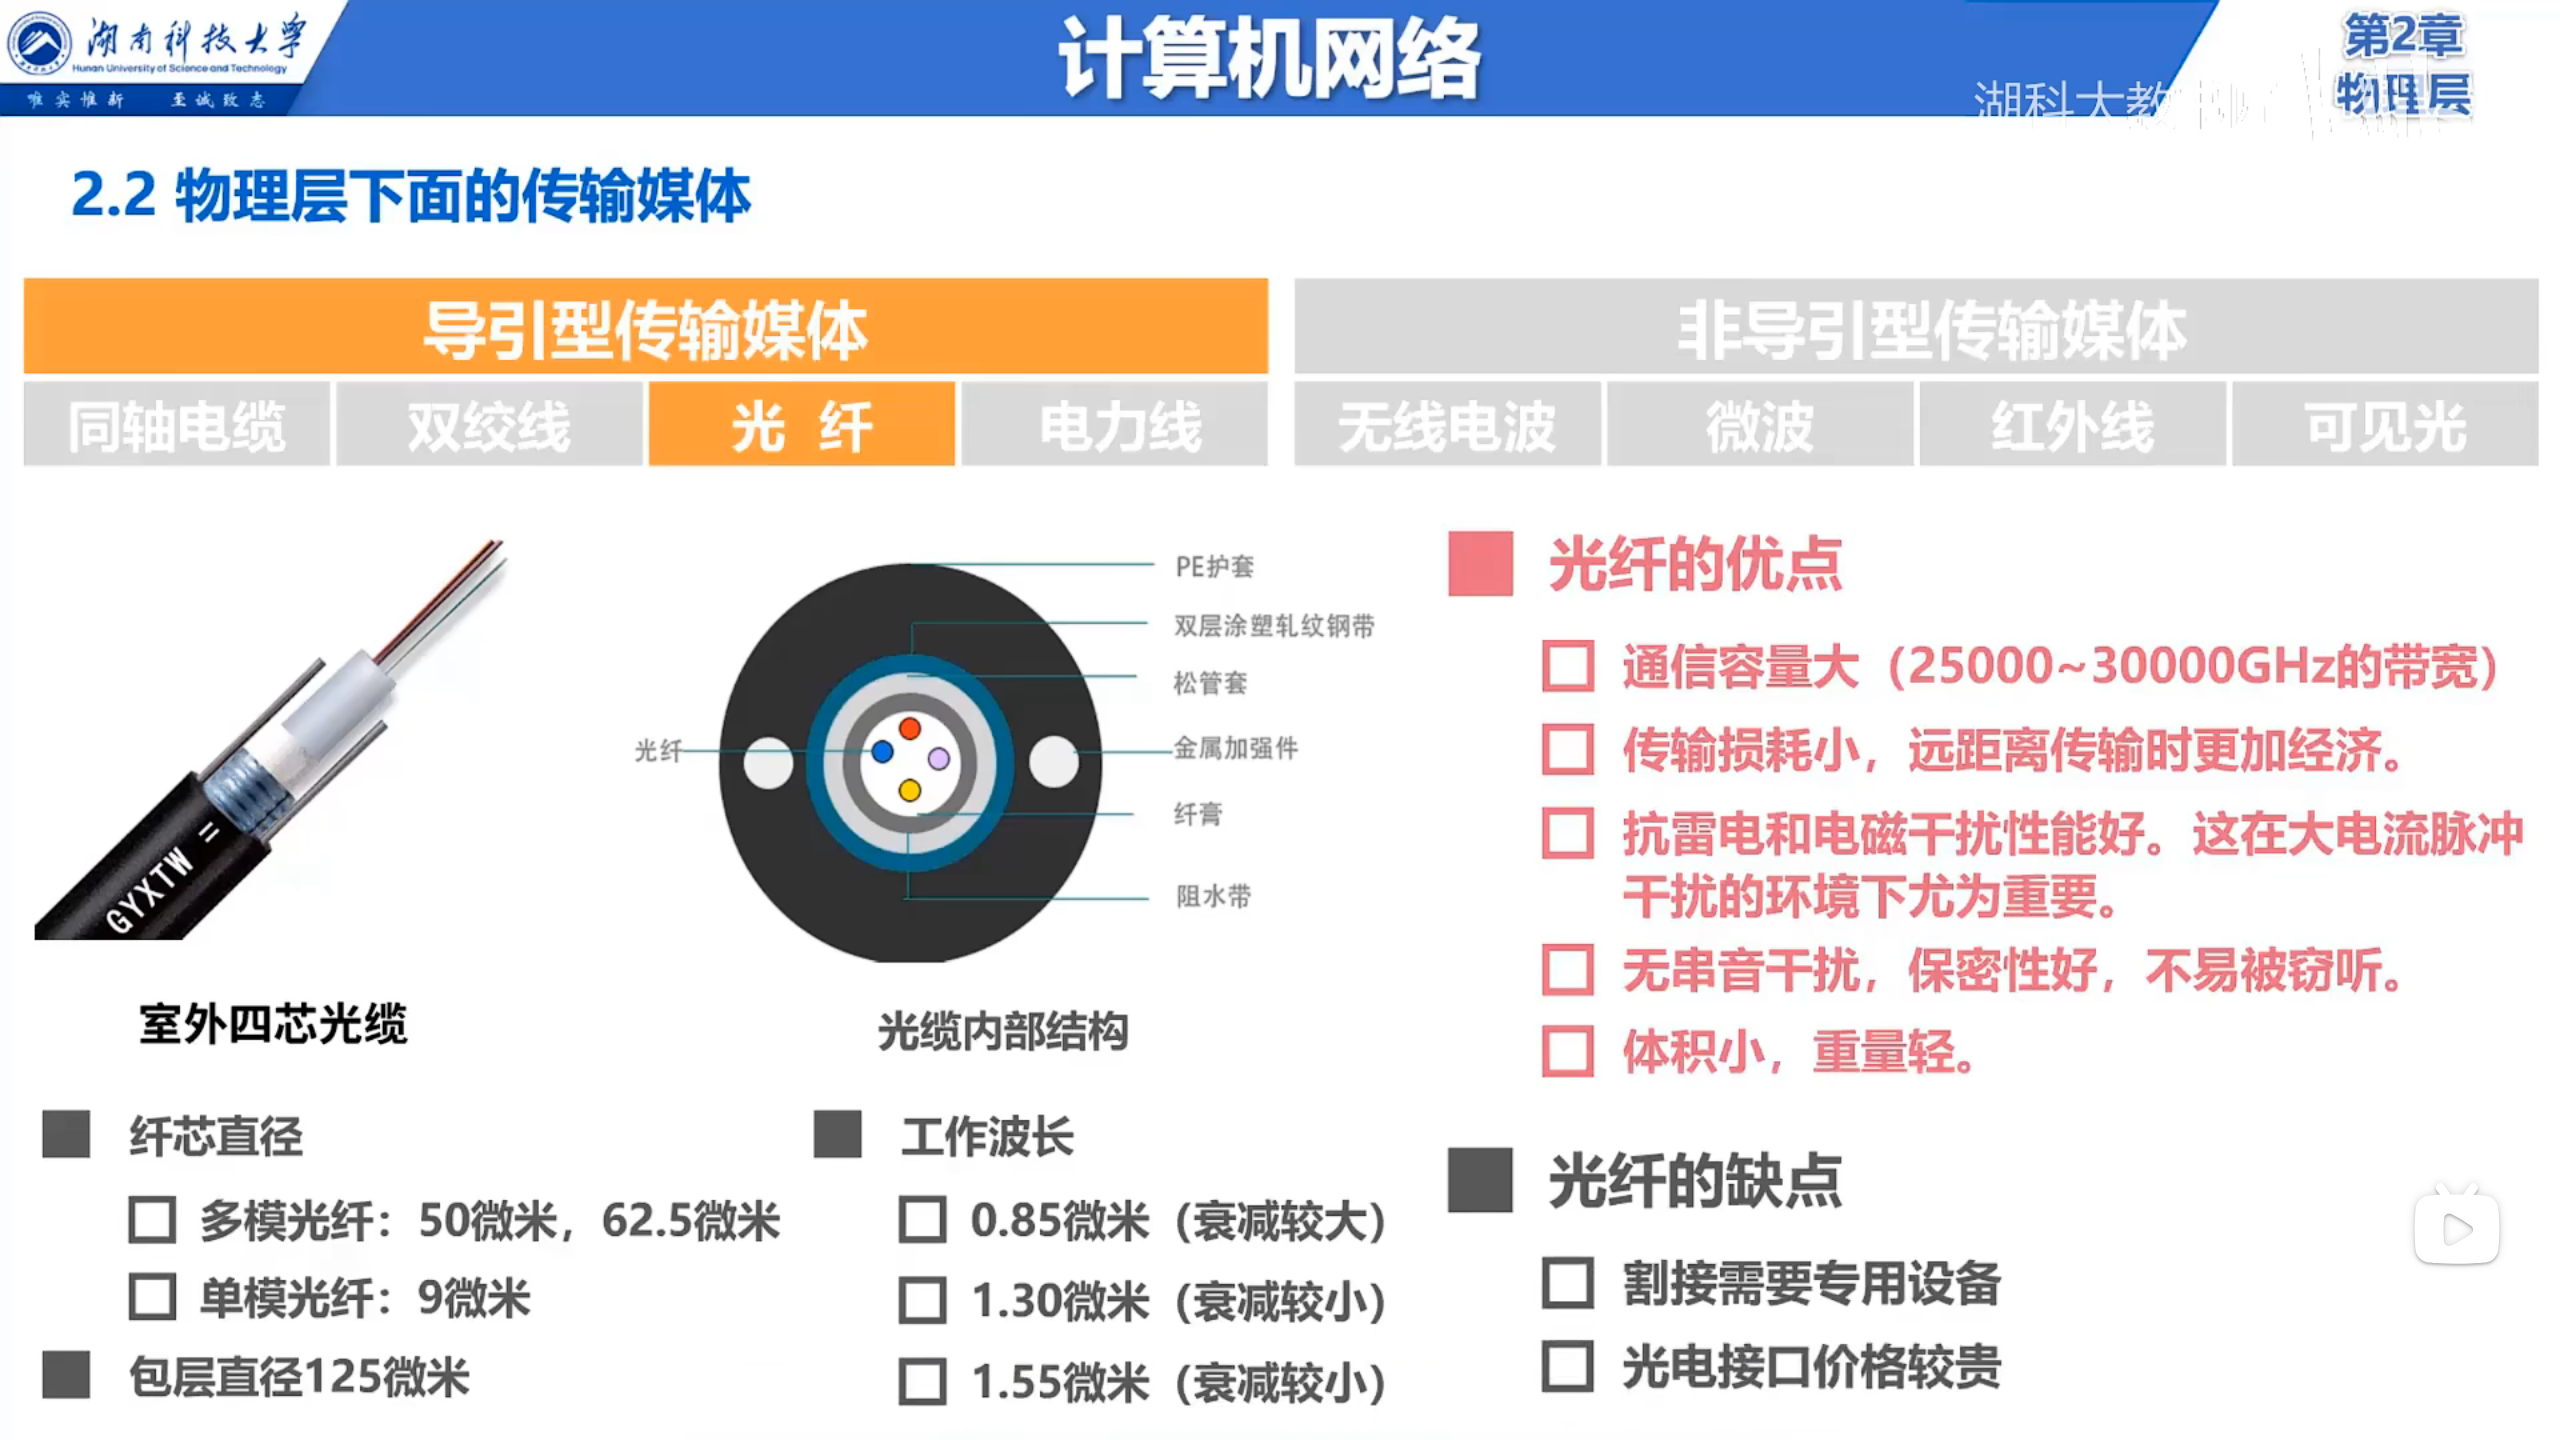 湖南科技大学
Hunan University of Science and Technology
唯实惟新 至诚致志
计算机网络
第2章
物理层
湖科大教
2.2 物理层下面的传输媒体
导引型传输媒体
非导引型传输媒体
同轴电缆
双绞线
光 纤
电力线
无线电波
微波
红外线
可见光
GYXTW =
室外四芯光缆
PE护套
双层涂塑轧纹钢带
松管套
光纤
金属加强件
纤膏
阻水带
光缆内部结构
纤芯直径
多模光纤：50微米，62.5微米
单模光纤：9微米
包层直径125微米
工作波长
0.85微米（衰减较大）
1.30微米（衰减较小）
1.55微米（衰减较小）
光纤的优点
通信容量大（25000~30000GHz的带宽）
传输损耗小，远距离传输时更加经济。
抗雷电和电磁干扰性能好。这在大电流脉冲
干扰的环境下尤为重要。
无串音干扰，保密性好，不易被窃听。
体积小，重量轻。
光纤的缺点
割接需要专用设备
光电接口价格较贵